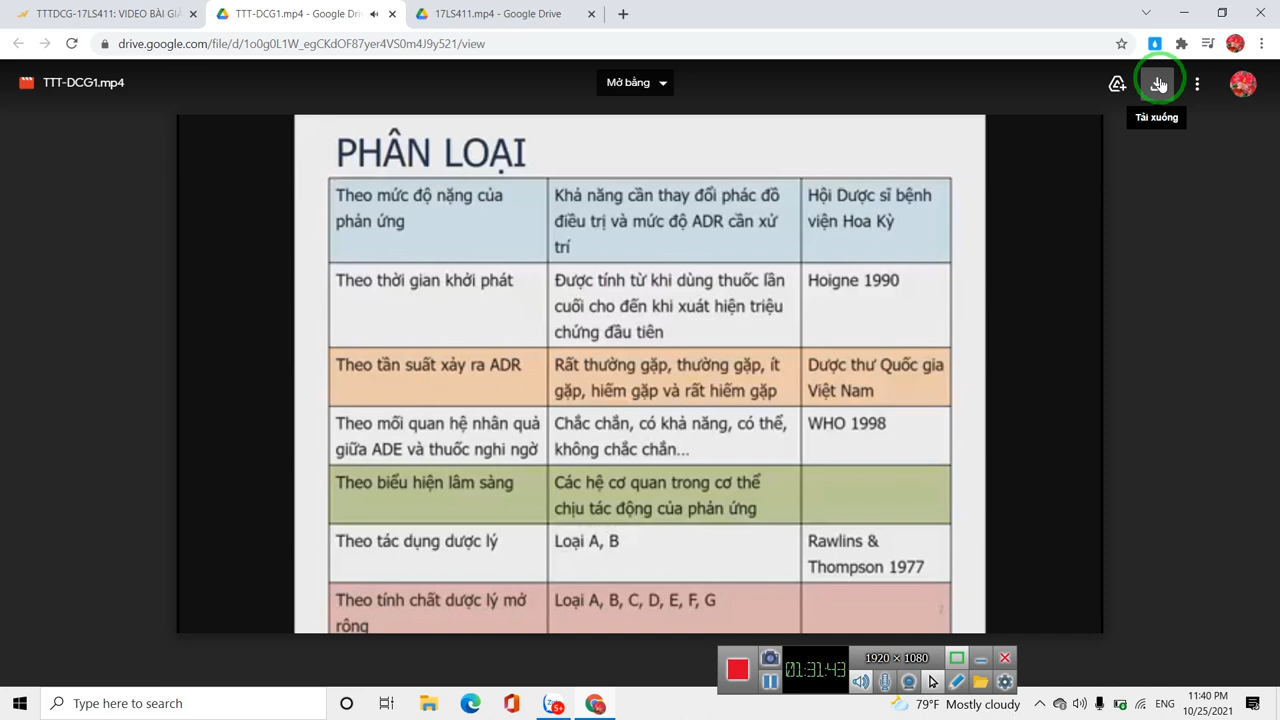 TTTDCG-17LS411: VIDEO BÀI GIẢ
TTT-DCG1.mp4 - Google Drive
17LS411.mp4 - Google Drive
drive.google.com/file/d/1o0g0L1W_egCKdOF87yer4VS0m4J9y521/view
TTT-DCG1.mp4
Mở bằng
Tải xuống
PHÂN LOẠI
Theo mức độ nặng của
phản ứng
Khả năng cần thay đổi phác đồ
điều trị và mức độ ADR cần xử
trí
Hội Dược sĩ bệnh
viện Hoa Kỳ
Theo thời gian khởi phát
Được tính từ khi dùng thuốc lần
cuối cho đến khi xuất hiện triệu
chứng đầu tiên
Hoigne 1990
Theo tần suất xảy ra ADR
Rất thường gặp, thường gặp, ít
gặp, hiếm gặp và rất hiếm gặp
Dược thư Quốc gia
Việt Nam
Theo mối quan hệ nhân quả
giữa ADE và thuốc nghi ngờ
Chắc chắn, có khả năng, có thể,
không chắc chắn...
WHO 1998
Theo biểu hiện lâm sàng
Các hệ cơ quan trong cơ thể
chịu tác động của phản ứng
Theo tác dụng dược lý
Loại A, B
Rawlins &
Thompson 1977
Theo tính chất dược lý mở
rộng
Loại A, B, C, D, E, F, G
2
01:31:43
1920 × 1080
Type here to search
5+
79°F Mostly cloudy
ENG
11:40 PM
10/25/2021